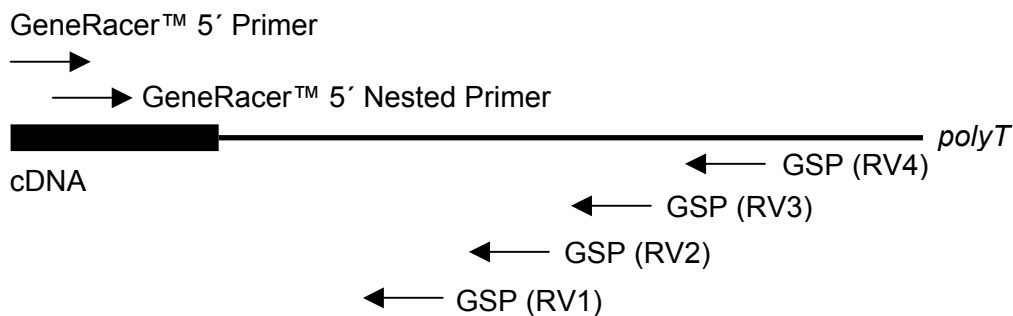 GeneRacer™ 5´ Primer
GeneRacer™ 5´ Nested Primer
polyT
cDNA
GSP (RV4)
GSP (RV3)
GSP (RV2)
GSP (RV1)